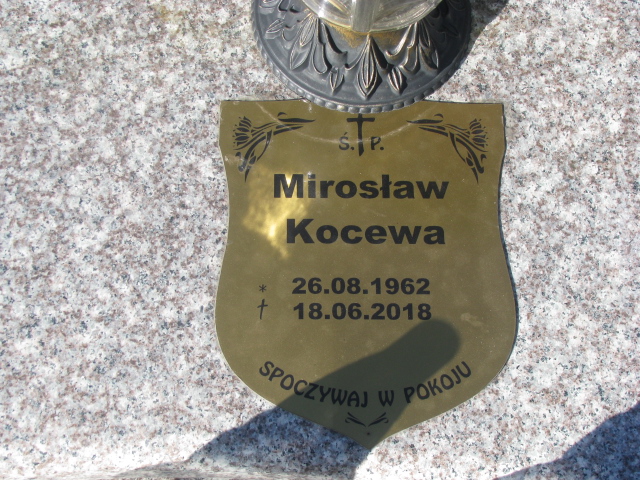 Ś. P.
Mirosław
Kocewa
* 26.08.1962
† 18.06.2018
SPOCZYWAJ W POKOJU